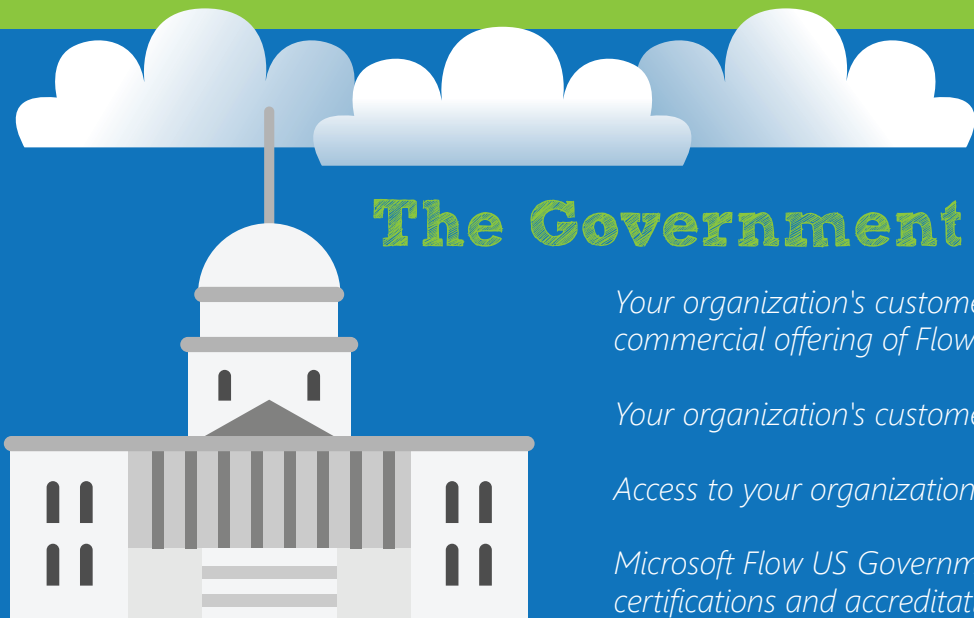 The Government
Your organization's custome
commercial offering of Flow
Your organization's custome
Access to your organization
Microsoft Flow US Governm
certifications and accreditat